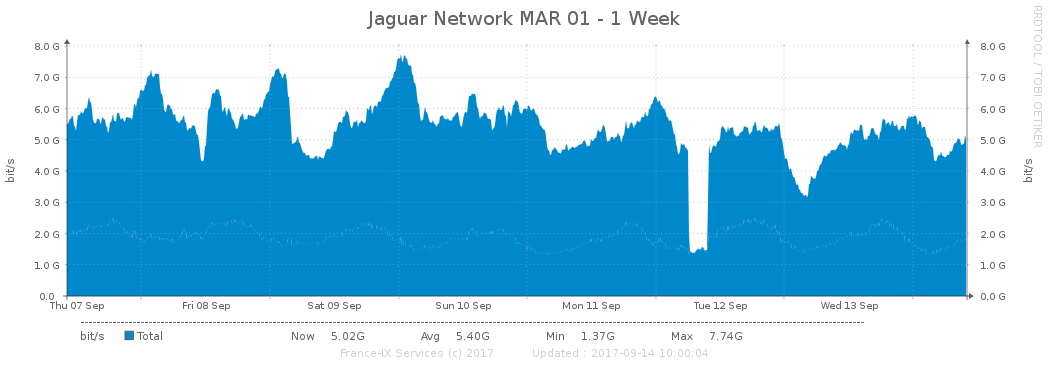 Jaguar Network MAR 01 - 1 Week
RRDTOOL / TOBI OETIKER
bit/s
bit/s
8.0 G 8.0 G
7.0 G 7.0 G
6.0 G 6.0 G
5.0 G 5.0 G
4.0 G 4.0 G
3.0 G 3.0 G
2.0 G 2.0 G
1.0 G 1.0 G
0.0 0.0 G
Thu 07 Sep Fri 08 Sep Sat 09 Sep Sun 10 Sep Mon 11 Sep Tue 12 Sep Wed 13 Sep
bit/s Total Now 5.02G Avg 5.40G Min 1.37G Max 7.74G
France-IX Services (c) 2017 Updated : 2017-09-14 10:00:04